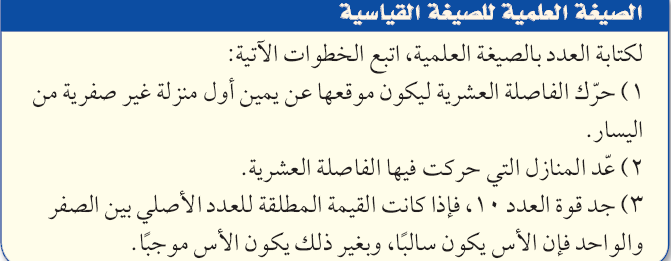 الصيغة العلمية للصيغة القياسية
لكتابة العدد بالصيغة العلمية، اتبع الخطوات الآتية:
١) حرّك الفاصلة العشرية ليكون موقعها عن يمين أول منزلة غير صفرية من
اليسار.
٢) عّد المنازل التي حركت فيها الفاصلة العشرية.
٣) جد قوة العدد ١٠، فإذا كانت القيمة المطلقة للعدد الأصلي بين الصفر
والواحد فإن الأس يكون سالبًا، وبغير ذلك يكون الأس موجبًا.